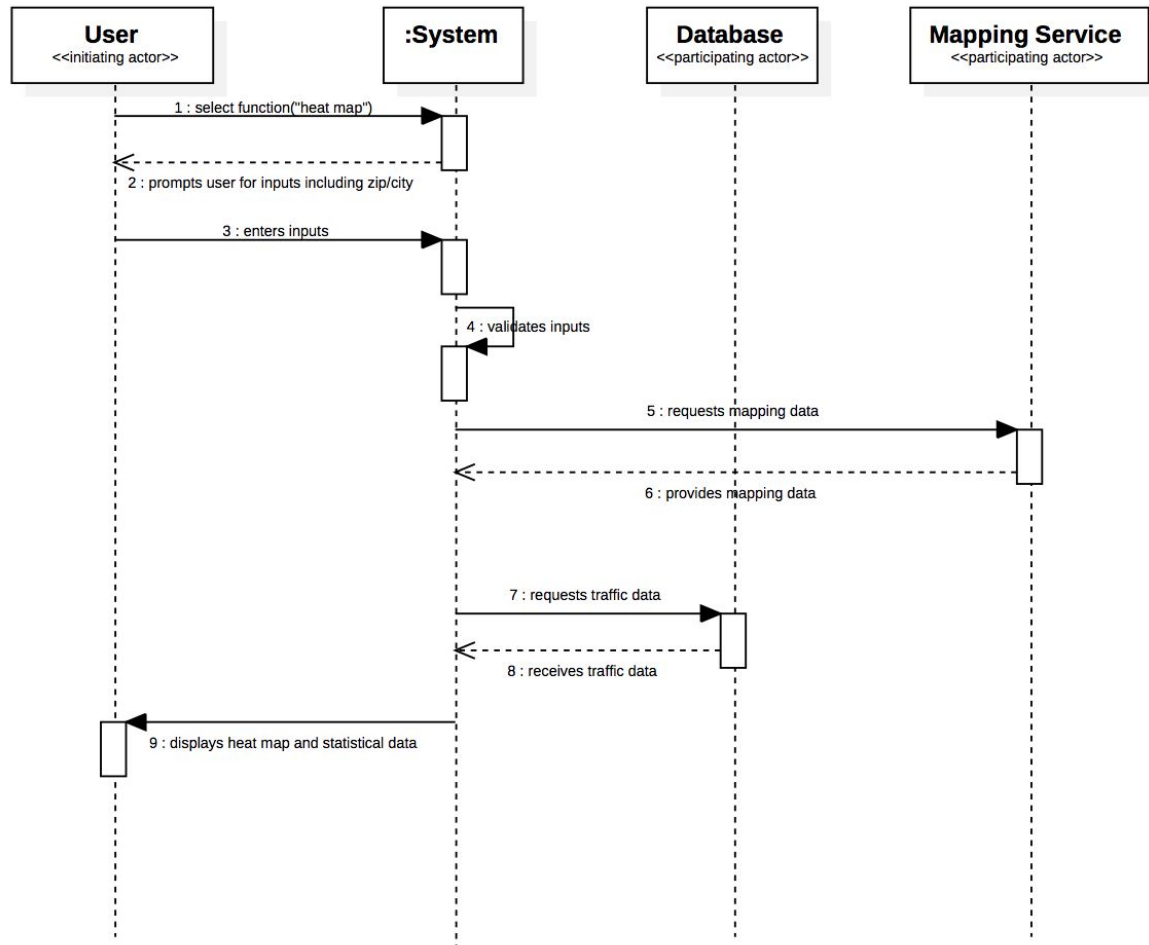 User
<<initiating actor>>
:System
Database
<<participating actor>>
Mapping Service
<<participating actor>>
1 : select function("heat map")
2 : prompts user for inputs including zip/city
3 : enters inputs
4 : validates inputs
5 : requests mapping data
6 : provides mapping data
7 : requests traffic data
8 : receives traffic data
9 : displays heat map and statistical data